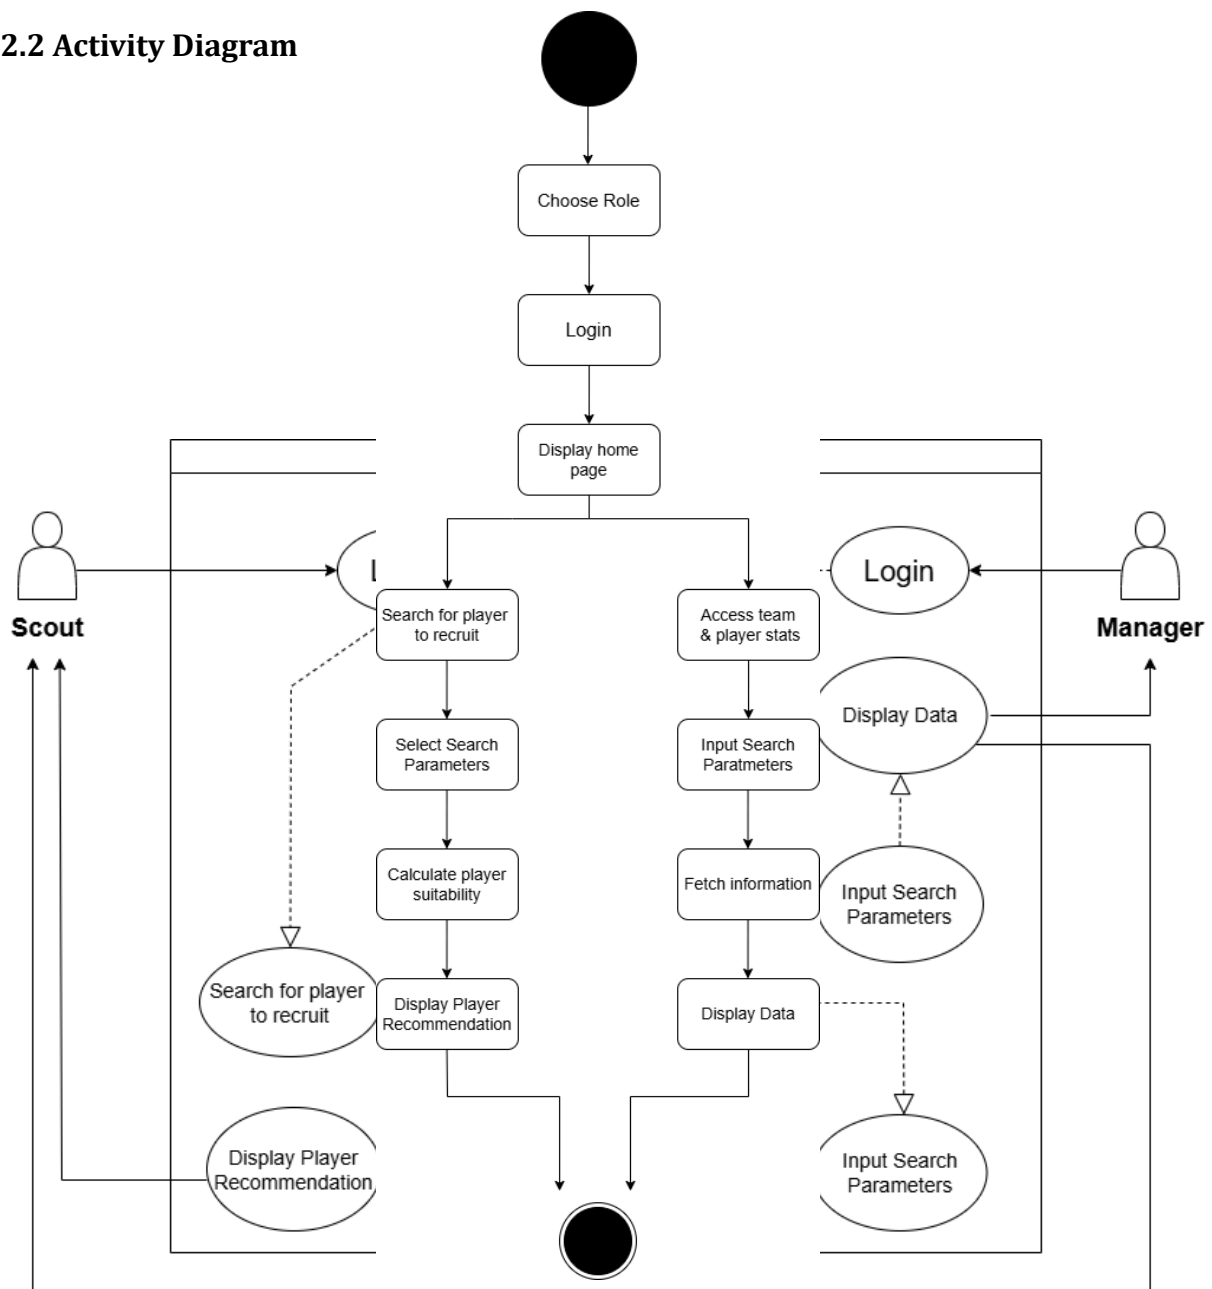 2.2 Activity Diagram
Choose Role
Login
Display home
page
L
Login
Scout
Manager
Search for player
to recruit
Access team
& player stats
Select Search
Parameters
Input Search
Paratmeters
Display Data
Calculate player
suitability
Fetch information
Input Search
Parameters
Search for player
to recruit
Display Player
Recommendation
Display Data
Display Player
Recommendation
Input Search
Parameters